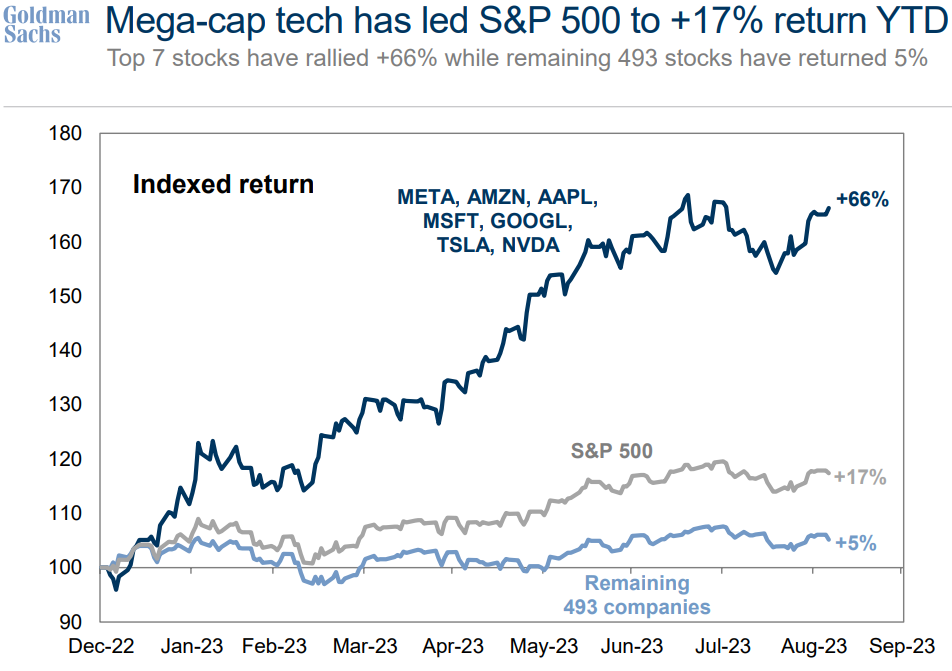 Goldman
Sachs
Mega-cap tech has led S&P 500 to +17% return YTD
Top 7 stocks have rallied +66% while remaining 493 stocks have returned 5%
180
170
160
150
140
130
120
110
100
90
Indexed return
META, AMZN, AAPL,
MSFT, GOOGL,
TSLA, NVDA
+66%
S&P 500
+17%
+5%
Remaining
493 companies
Dec-22 Jan-23 Feb-23 Mar-23 Apr-23 May-23 Jun-23 Jul-23 Aug-23 Sep-23